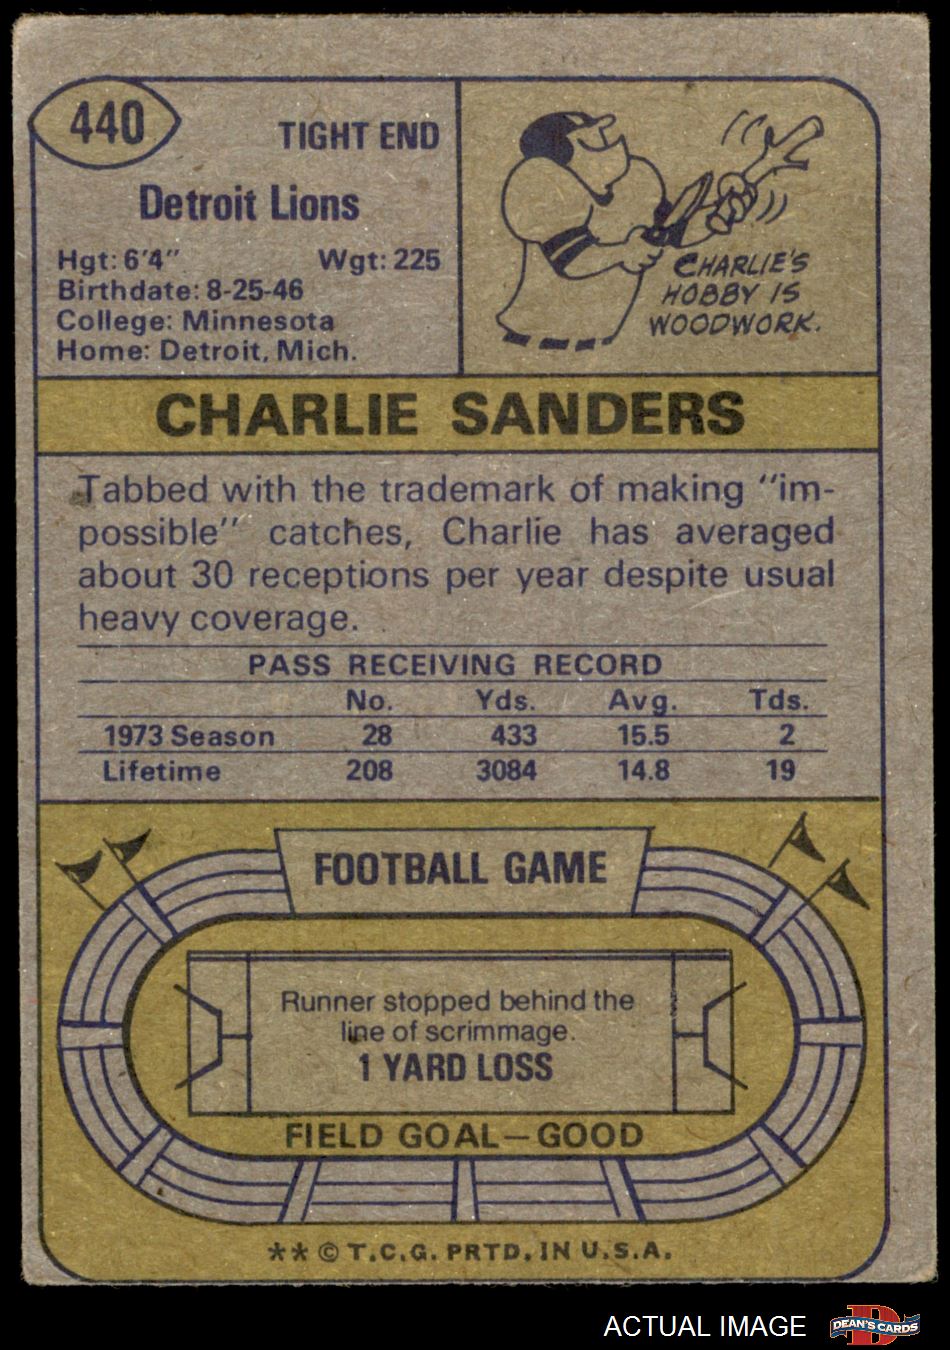 440
TIGHT END
Detroit Lions
Hgt: 6'4" Wgt: 225
Birthdate: 8-25-46
College: Minnesota
Home: Detroit, Mich.
CHARLIE'S
HOBBY IS
WOODWORK.
CHARLIE SANDERS
Tabbed with the trademark of making "im-
possible" catches, Charlie has averaged
about 30 receptions per year despite usual
heavy coverage.
PASS RECEIVING RECORD
No. Yds. Avg. Tds.
1973 Season 28 433 15.5 2
Lifetime 208 3084 14.8 19
FOOTBALL GAME
Runner stopped behind the
line of scrimmage.
1 YARD LOSS
FIELD GOAL—GOOD
** © T.C.G. PRTD. IN U.S.A.
ACTUAL IMAGE
D
DEAN'S CARDS